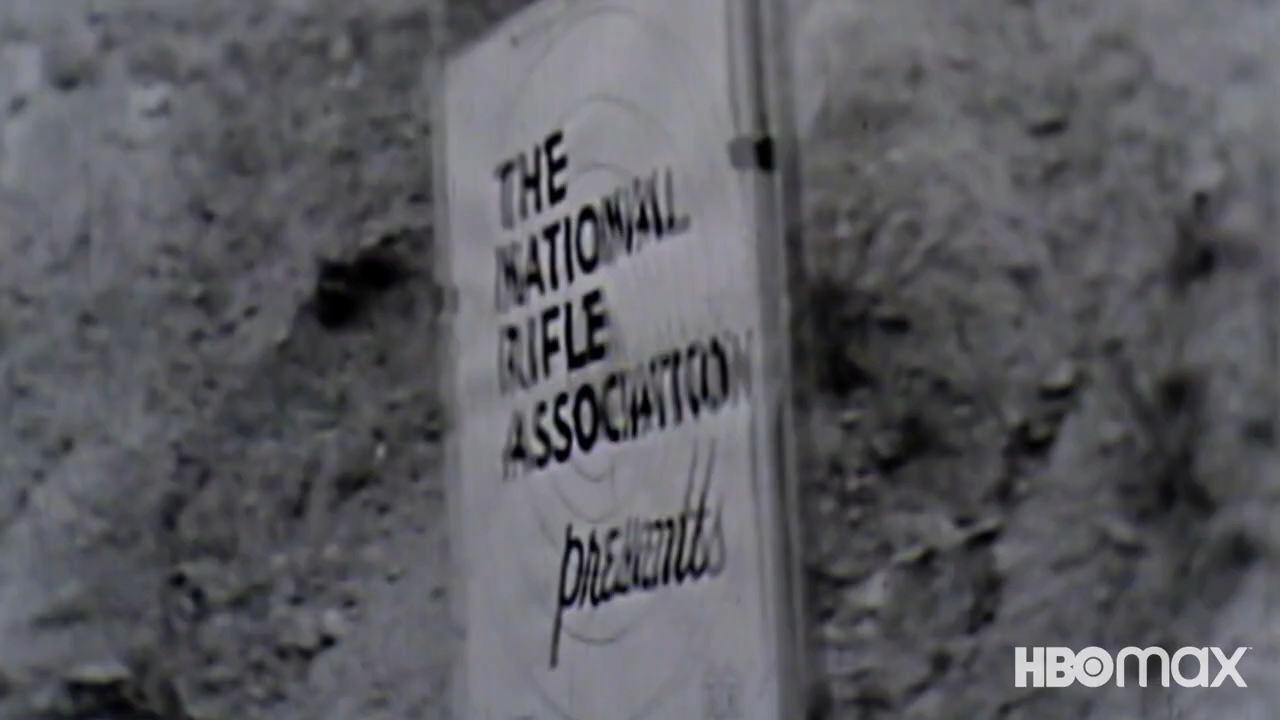 THE
NATIONAL
RIFLE
ASSOCIATION
presents
HBOMAX